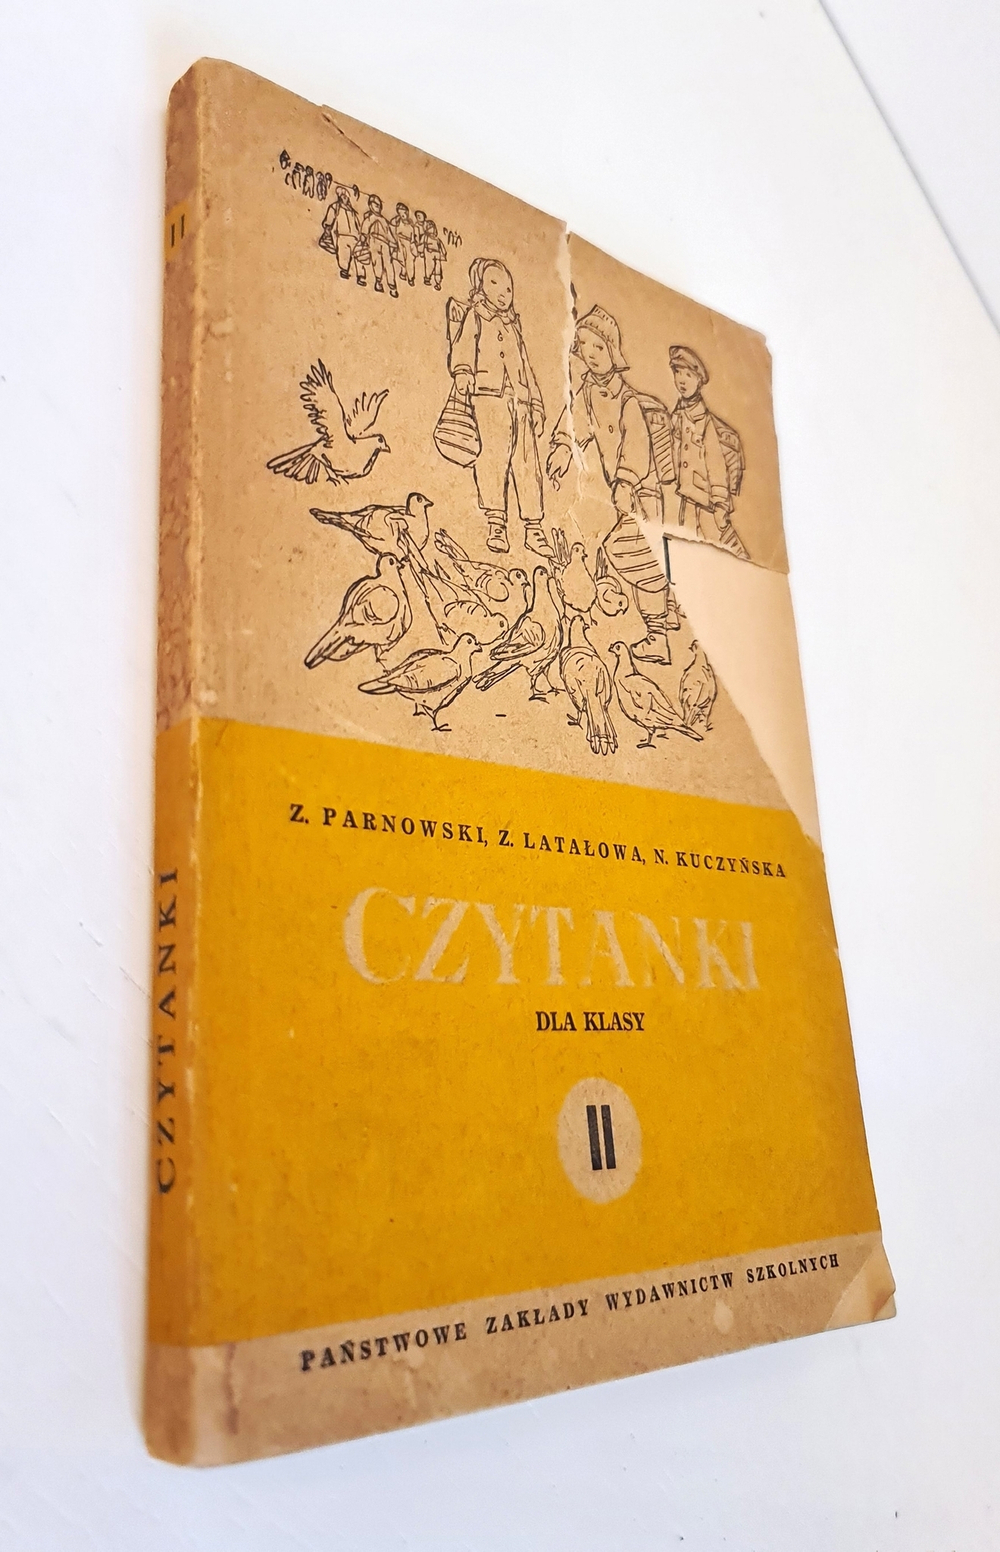 Z. PARNOWSKI, Z. LATAŁOWA, N. KUCZYŃSKA
CZYTANKI
DLA KLASY
II
PAŃSTWOWE ZAKŁADY WYDAWNICTW SZKOLNYCH
II
CZYTANKI